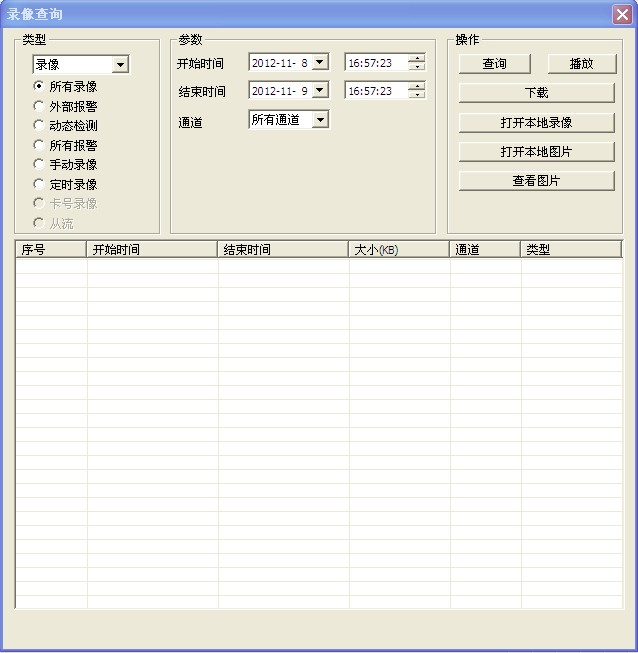 录像查询
类型
录像
所有录像
外部报警
动态检测
所有报警
手动录像
定时录像
卡号录像
从流
参数
开始时间 2012-11- 8 16:57:23
结束时间 2012-11- 9 16:57:23
通道 所有通道
操作
查询 播放
下载
打开本地录像
打开本地图片
查看图片
序号 开始时间 结束时间 大小(KB) 通道 类型